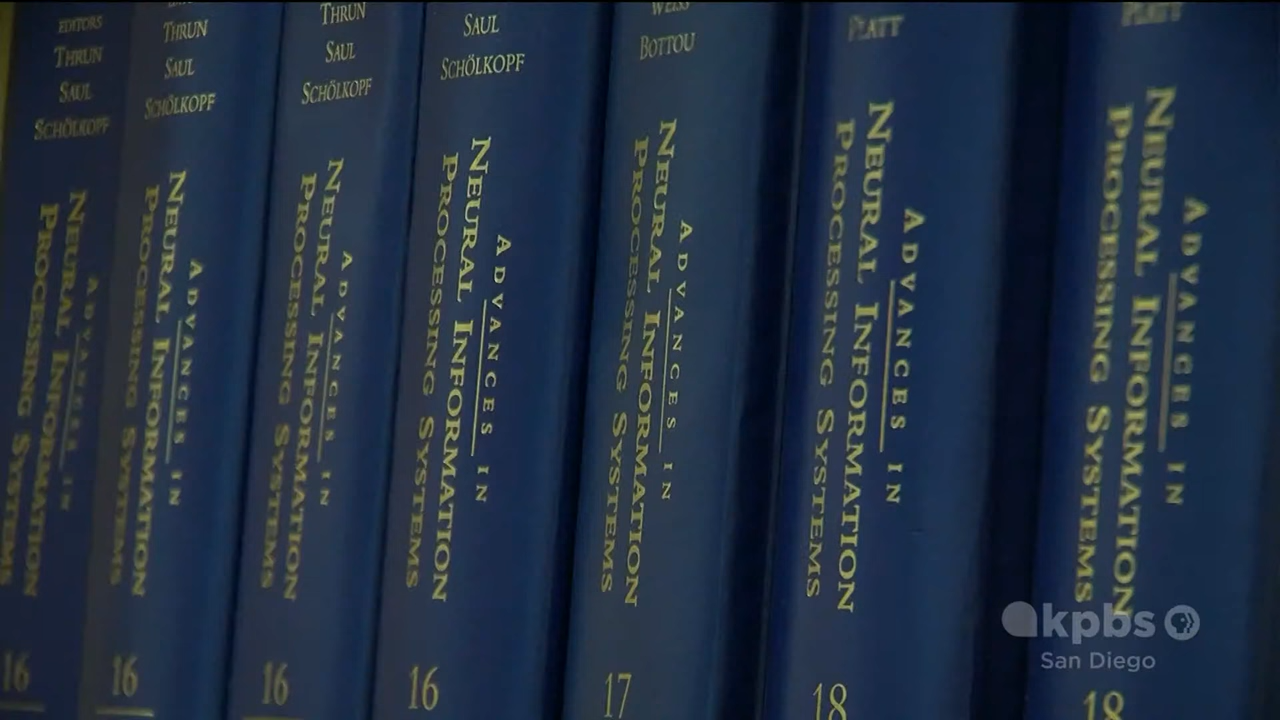 EDITORS
THRUN
SAUL
SCHÖLKOPF
ADVANCES IN
NEURAL INFORMATION
PROCESSING SYSTEMS
16
THRUN
SAUL
SCHÖLKOPF
ADVANCES IN
NEURAL INFORMATION
PROCESSING SYSTEMS
16
THRUN
SAUL
SCHÖLKOPF
ADVANCES IN
NEURAL INFORMATION
PROCESSING SYSTEMS
16
SAUL
SCHÖLKOPF
ADVANCES IN
NEURAL INFORMATION
PROCESSING SYSTEMS
16
WEISS
BOTTOU
ADVANCES IN
NEURAL INFORMATION
PROCESSING SYSTEMS
17
PLATT
ADVANCES IN
NEURAL INFORMATION
PROCESSING SYSTEMS
18
PLATT
ADVANCES IN
NEURAL INFORMATION
PROCESSING SYSTEMS
18
kpbs
San Diego